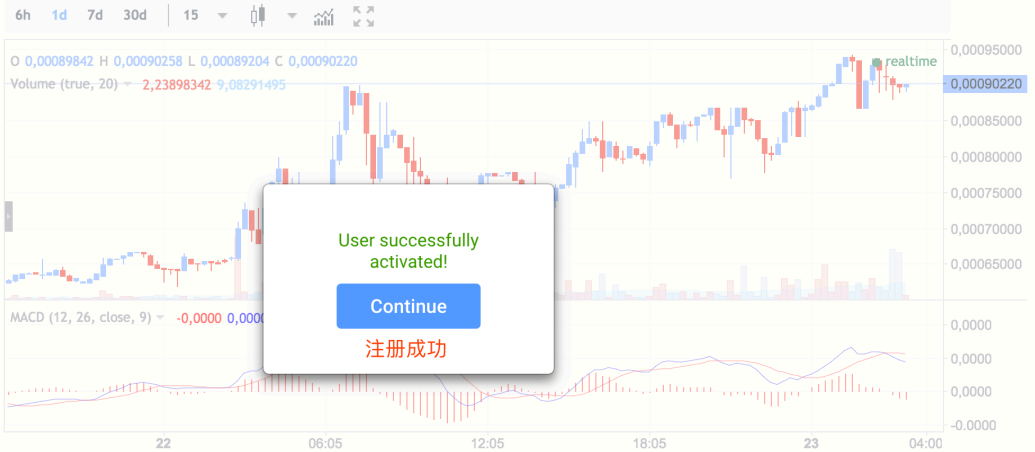 6h 1d 7d 30d 15
O 0,00089842 H 0,00090258 L 0,00089204 C 0,00090220
Volume (true, 20) 2,23898342 9,08291495
realtime
0,00095000
0,00090220
0,00085000
0,00080000
0,00075000
0,00070000
0,00065000
User successfully
activated!
Continue
注册成功
MACD (12, 26, close, 9) -0,0000 0,000
0,0000
0,0000
0,0000
-0.0000
22 06:05 12:05 18:05 23 04:00